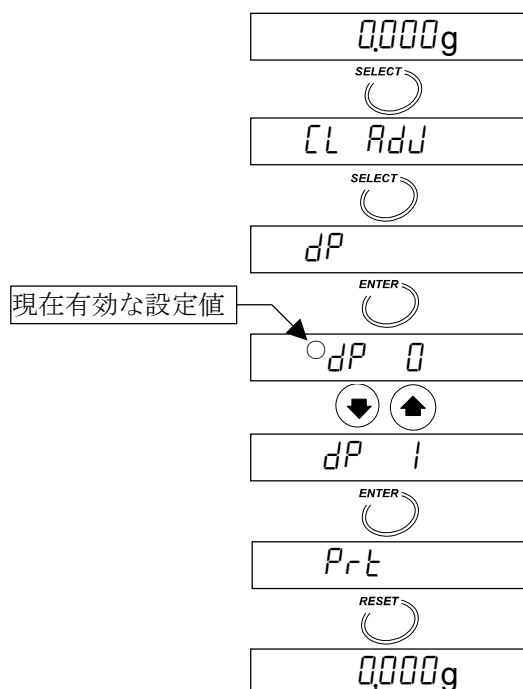 0.000g
SELECT
CL AdJ
SELECT
dP
ENTER
現在有効な設定値
dP 0
dP 1
ENTER
Prt
RESET
0.000g